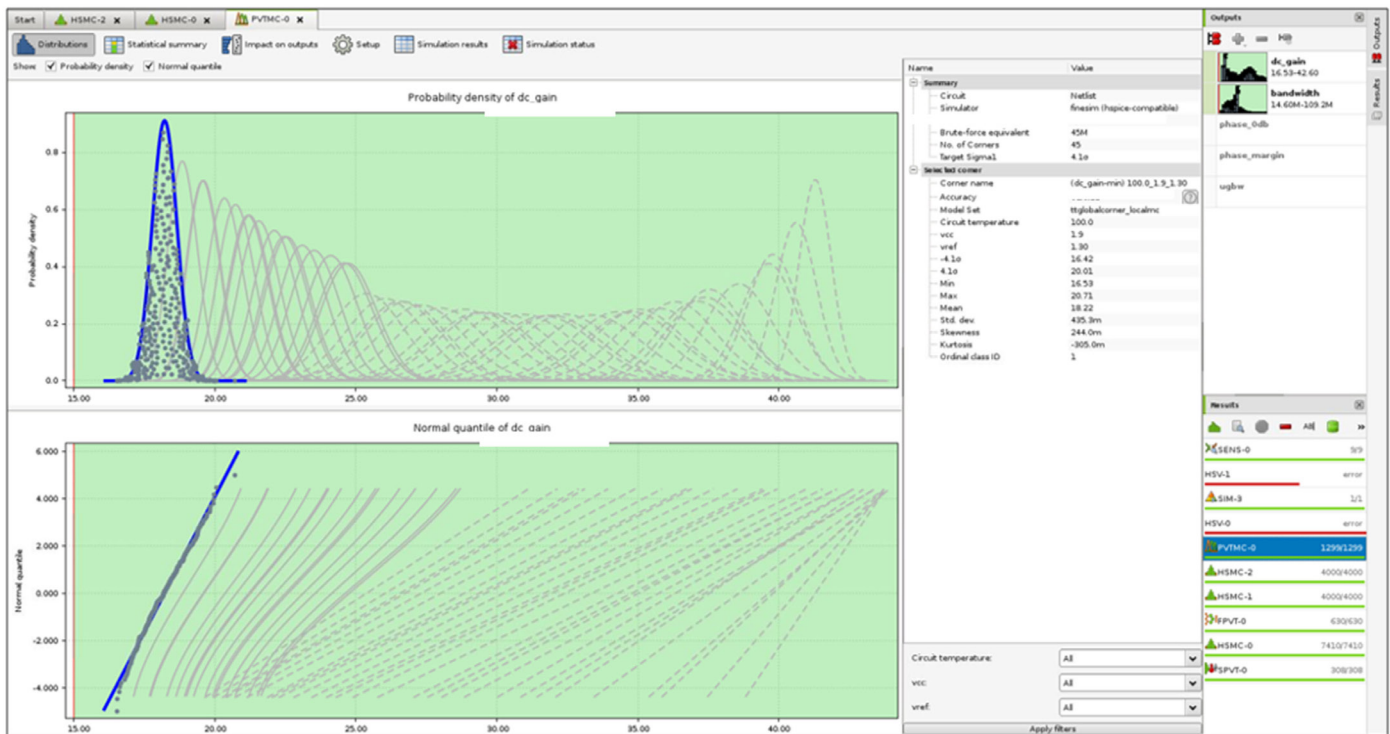 Start HSMC-2 HSMC-0 PVTMC-0
Distributions Statistical summary Impact on outputs Setup Simulation results Simulation status
Show: Probability density Normal quantile
Probability density of dc_gain
Probability density
0.8
0.6
0.4
0.2
0.0
15.00 20.00 25.00 30.00 35.00 40.00
Normal quantile of dc_gain
Normal quantile
6.000
4.000
2.000
0.000
-2.000
-4.000
15.00 20.00 25.00 30.00 35.00 40.00
Name Value
Summary
Circuit Netlist
Simulator finesim (hspice-compatible)
Brute-force equivalent 45M
No. of Corners 45
Target Sigma1 4.1σ
Selected corner
Corner name (dc_gain-min) 100.0_1.9_1.30
Accuracy
Model Set ttglobalcorner_localmc
Circuit temperature 100.0
vcc 1.9
vref 1.30
-4.1σ 16.42
4.1σ 20.01
Min 16.53
Max 20.71
Mean 18.22
Std. dev. 435.3m
Skewness 244.0m
Kurtosis -305.0m
Ordinal class ID 1
Circuit temperature: All
vcc: All
vref: All
Apply filters
Outputs
dc_gain
16.53-42.60
bandwidth
14.60M-109.2M
phase_0db
phase_margin
ugbw
Outputs
Results
Results
All »
SENS-0 9/9
HSV-1 error
SIM-3 1/1
HSV-0 error
PVTMC-0 1299/1299
HSMC-2 4000/4000
HSMC-1 4000/4000
FPVT-0 630/630
HSMC-0 7410/7410
SPVT-0 308/308